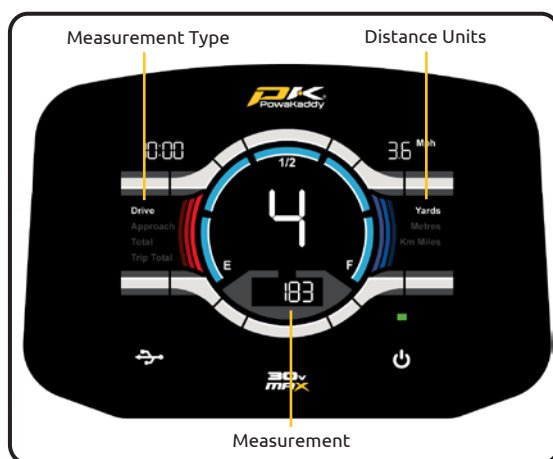 Measurement Type
Distance Units
PK
PowaKaddy
0:00
3.6 Mph
1/2
Drive
Approach
Total
Trip Total
4
Yards
Metres
Km Miles
E
F
183
30v
MAX
Measurement